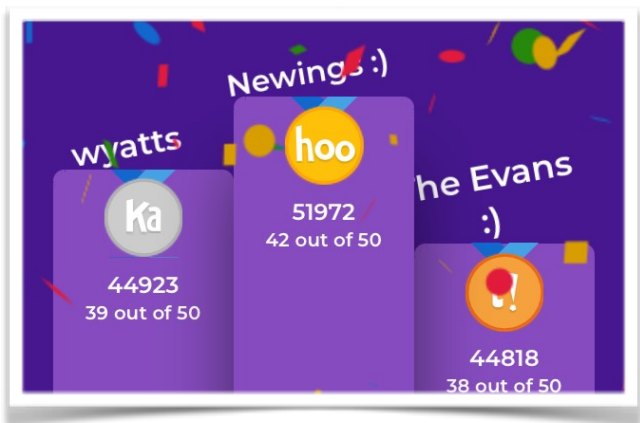 Newings :)
wyatts
he Evans
:)
hoo
51972
42 out of 50
Ka
44923
39 out of 50
t!
44818
38 out of 50